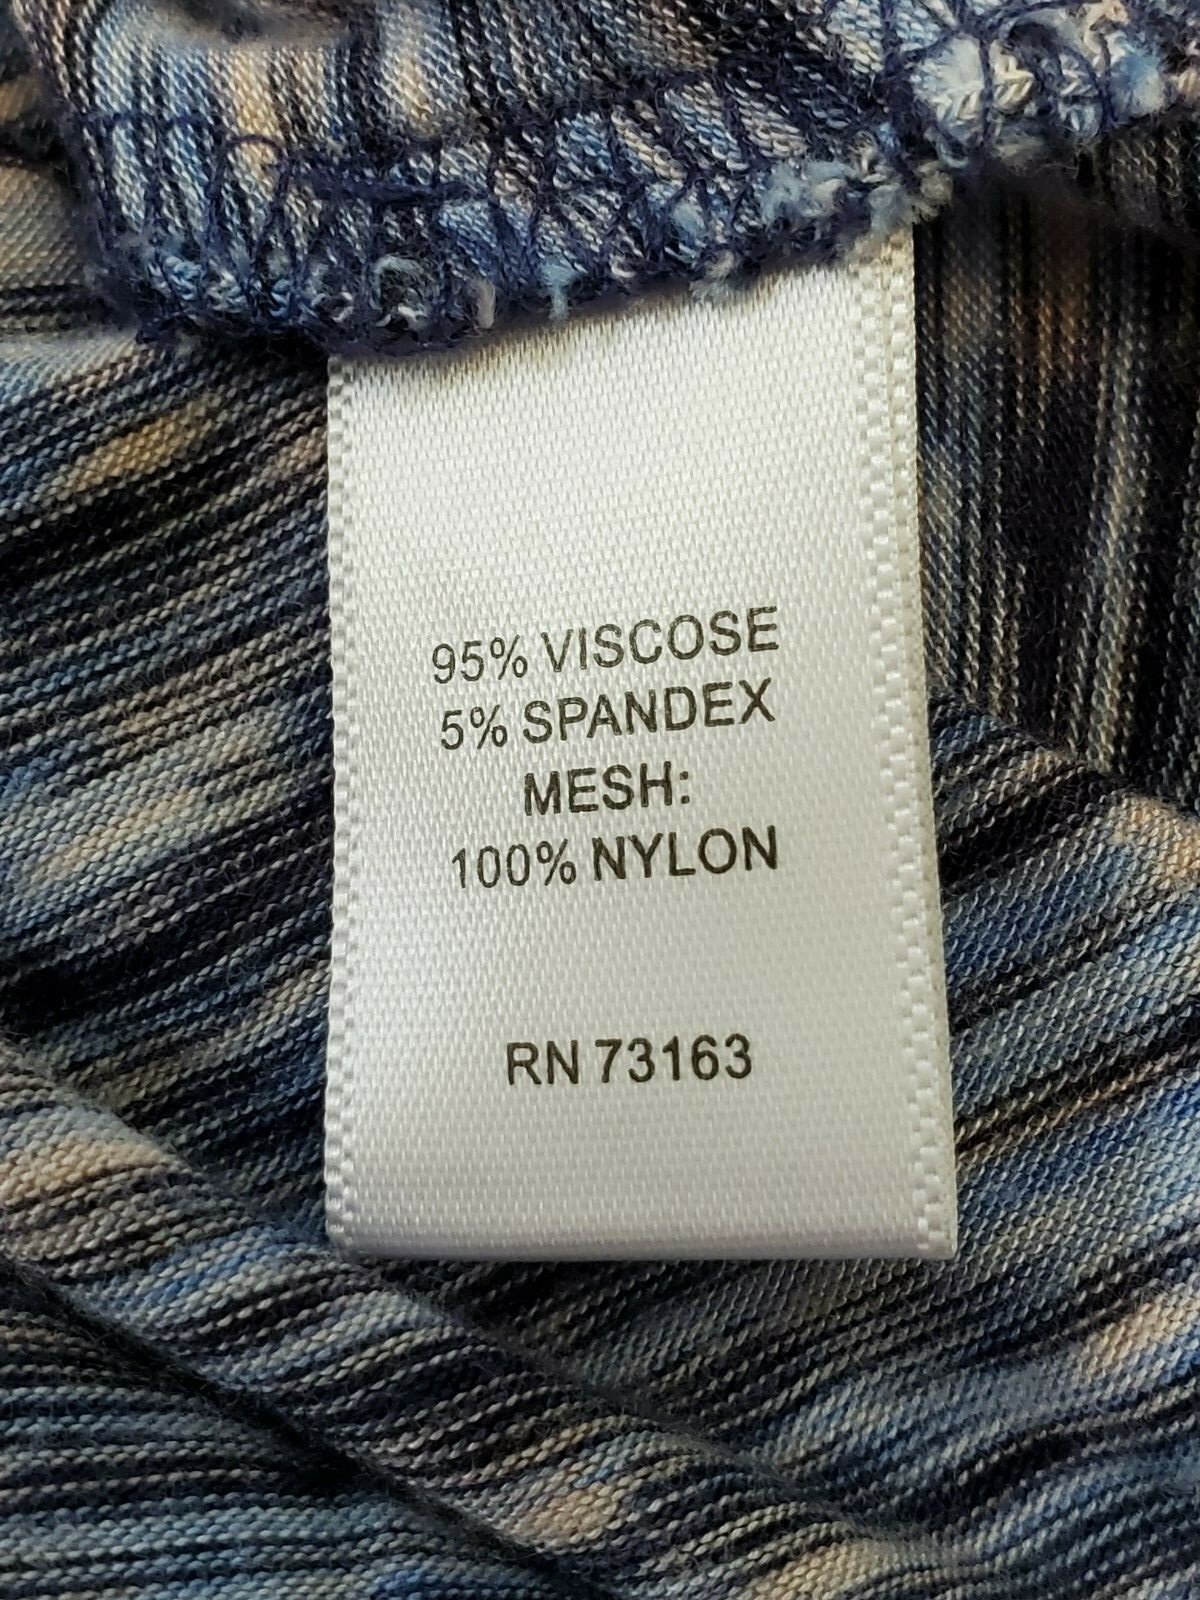 95% VISCOSE
5% SPANDEX
MESH:
100% NYLON
RN 73163